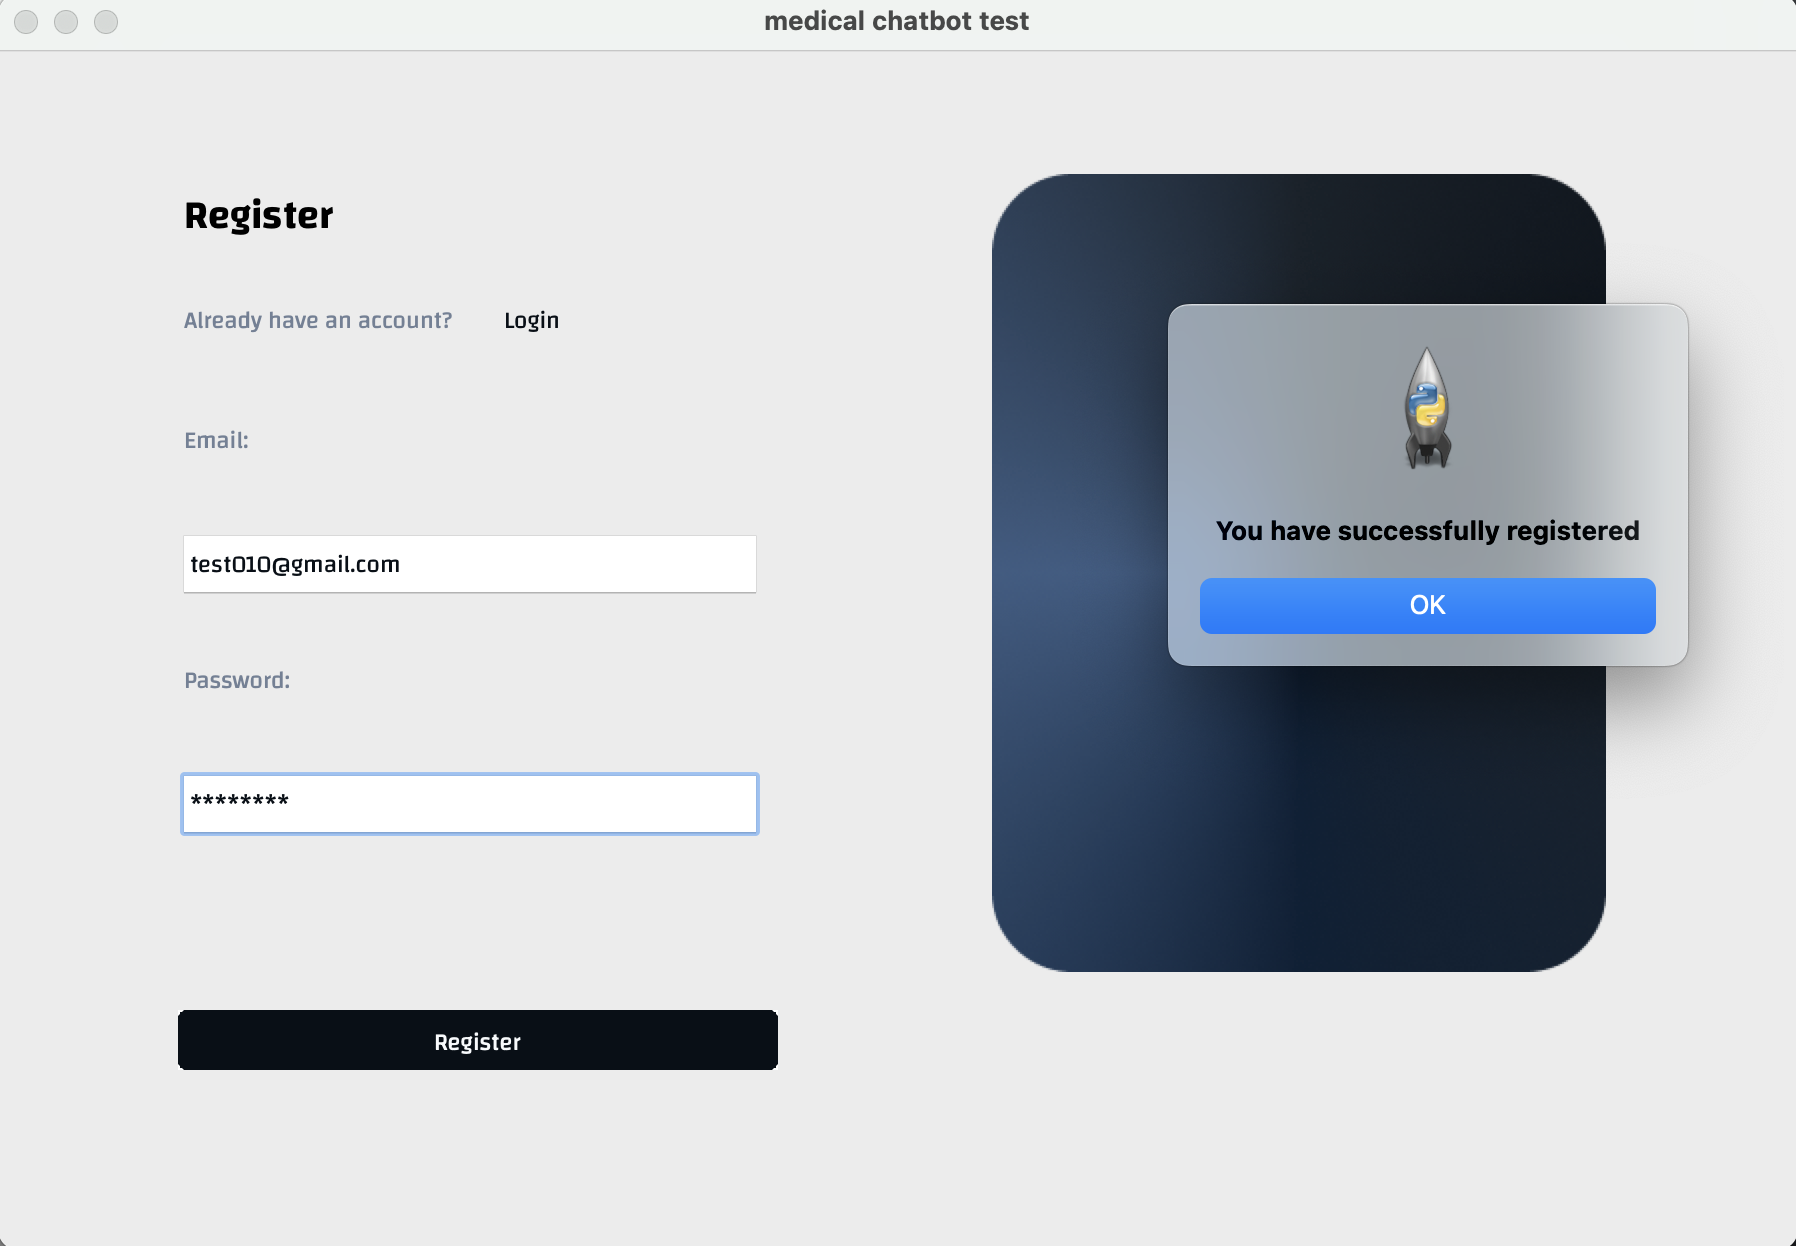 medical chatbot test
Register
Already have an account? Login
Email:
test010@gmail.com
Password:
********
Register
You have successfully registered
OK